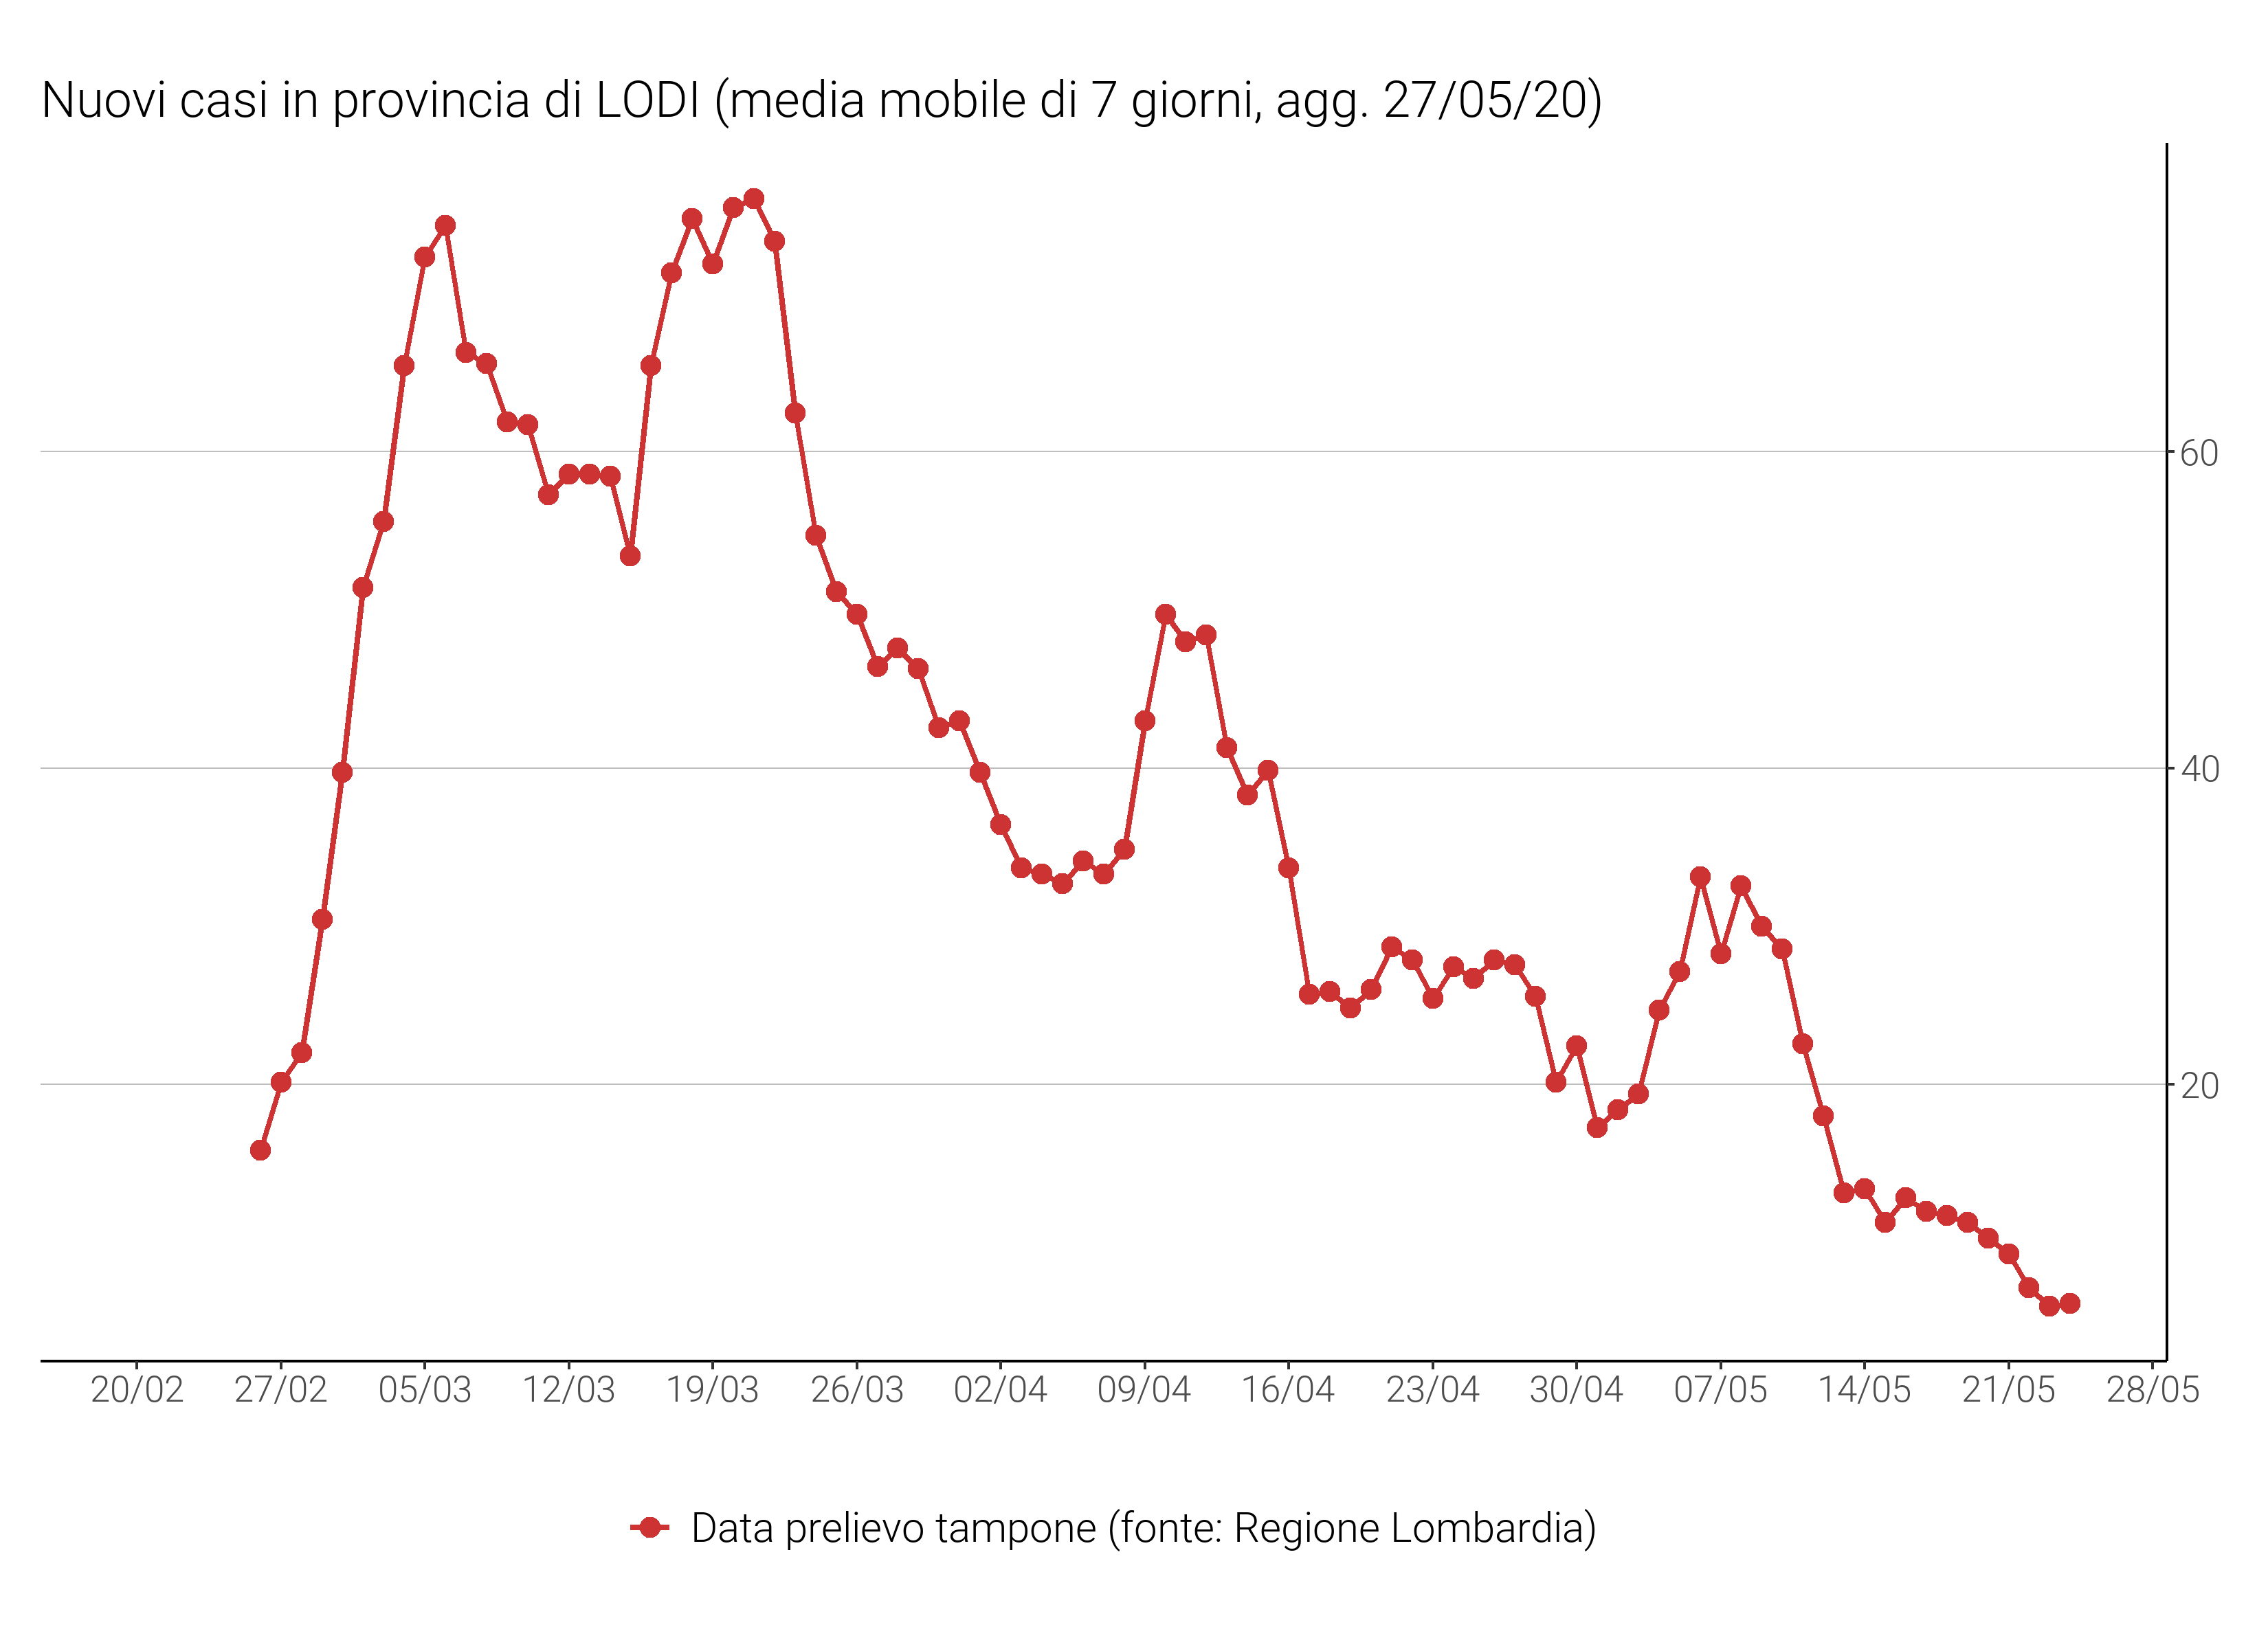 Nuovi casi in provincia di LODI (media mobile di 7 giorni, agg. 27/05/20)
60
40
20
20/02 27/02 05/03 12/03 19/03 26/03 02/04 09/04 16/04 23/04 30/04 07/05 14/05 21/05 28/05
Data prelievo tampone (fonte: Regione Lombardia)